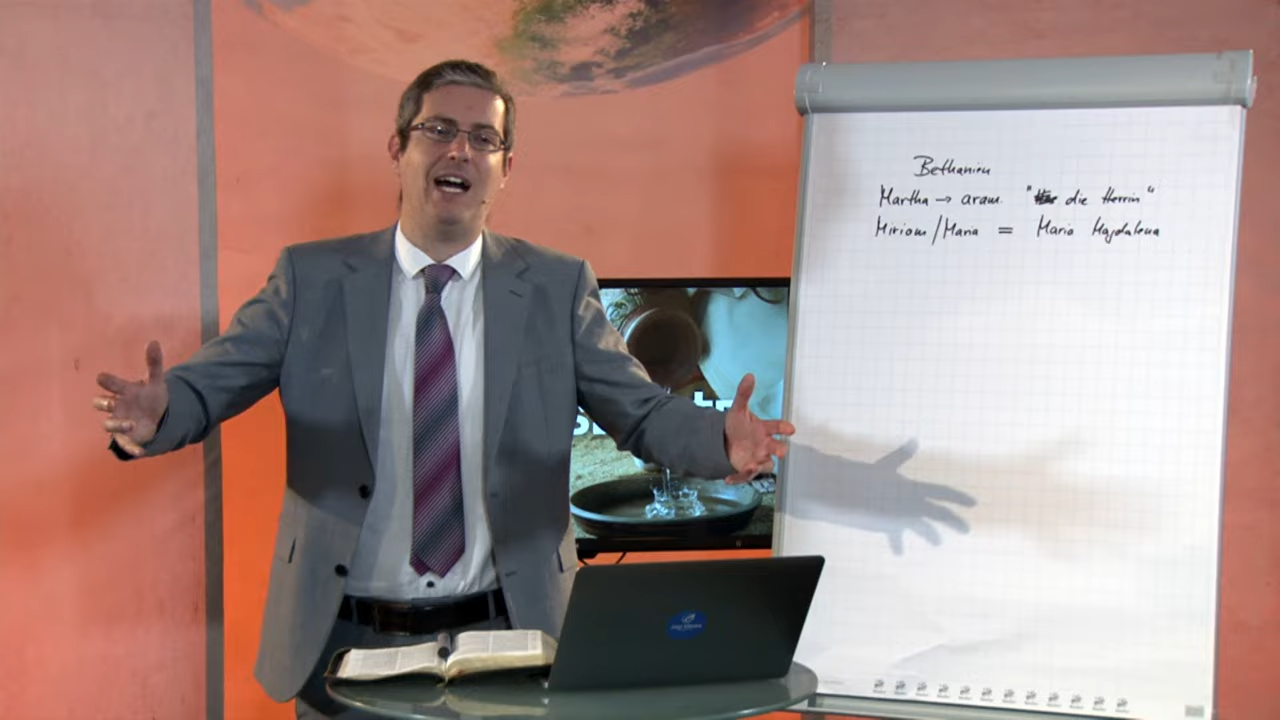 Bethanien
Martha → aram. "die Herrin"
Miriam/Maria = Maria Magdalena